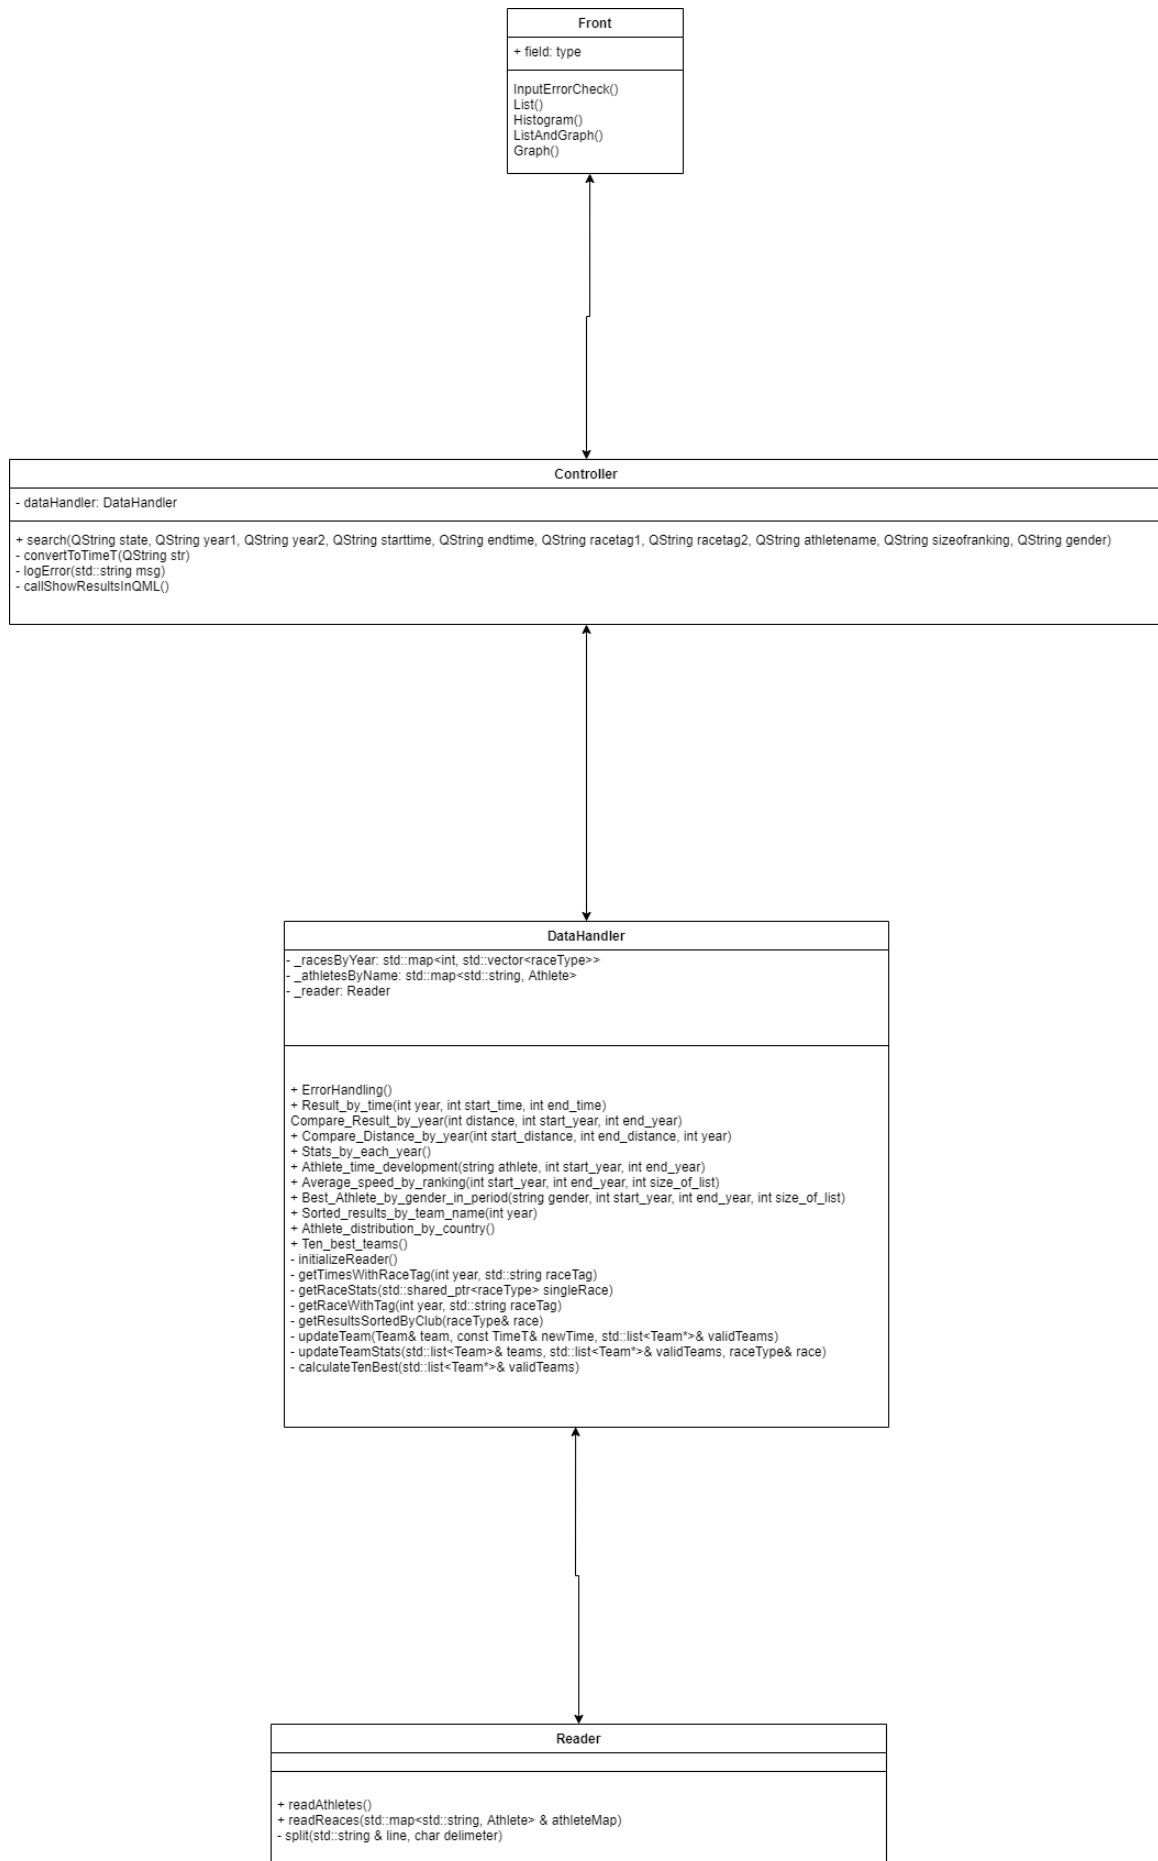 Front
+ field: type
InputErrorCheck()
List()
Histogram()
ListAndGraph()
Graph()
Controller
- dataHandler: DataHandler
+ search(QString state, QString year1, QString year2, QString starttime, QString endtime, QString racetag1, QString racetag2, QString athletename, QString sizeofranking, QString gender)
- convertToTimeT(QString str)
- logError(std::string msg)
- callShowResultsInQML()
DataHandler
- _racesByYear: std::map<int, std::vector<raceType>>
- _athletesByName: std::map<std::string, Athlete>
- _reader: Reader
+ ErrorHandling()
+ Result_by_time(int year, int start_time, int end_time)
Compare_Result_by_year(int distance, int start_year, int end_year)
+ Compare_Distance_by_year(int start_distance, int end_distance, int year)
+ Stats_by_each_year()
+ Athlete_time_development(string athlete, int start_year, int end_year)
+ Average_speed_by_ranking(int start_year, int end_year, int size_of_list)
+ Best_Athlete_by_gender_in_period(string gender, int start_year, int end_year, int size_of_list)
+ Sorted_results_by_team_name(int year)
+ Athlete_distribution_by_country()
+ Ten_best_teams()
- initializeReader()
- getTimesWithRaceTag(int year, std::string raceTag)
- getRaceStats(std::shared_ptr<raceType> singleRace)
- getRaceWithTag(int year, std::string raceTag)
- getResultsSortedByClub(raceType& race)
- updateTeam(Team& team, const TimeT& newTime, std::list<Team*>& validTeams)
- updateTeamStats(std::list<Team>& teams, std::list<Team*>& validTeams, raceType& race)
- calculateTenBest(std::list<Team*>& validTeams)
Reader
+ readAthletes()
+ readReaces(std::map<std::string, Athlete> & athleteMap)
- split(std::string & line, char delimeter)